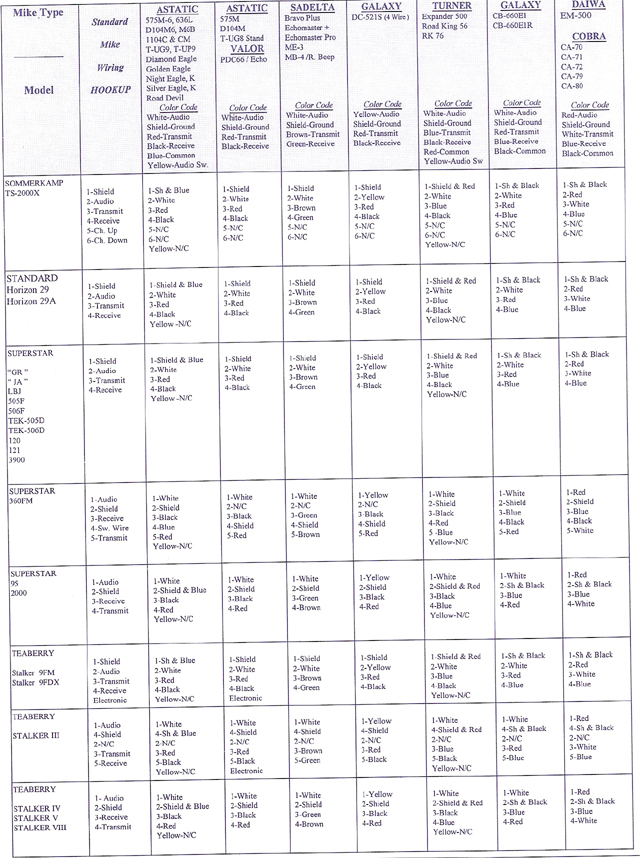 Mike Type
Model
Standard
Mike
Wiring
HOOKUP
ASTATIC
575M-6, 636L
D104M6, M6B
1104C & CM
T-UG9, T-UP9
Diamond Eagle
Golden Eagle
Night Eagle, K
Silver Eagle, K
Road Devil
Color Code
White-Audio
Shield-Ground
Red-Transmit
Black-Receive
Blue-Common
Yellow-Audio Sw.
ASTATIC
575M
D104M
T-UG8 Stand
VALOR
PDC66 / Echo
Color Code
White-Audio
Shield-Ground
Red-Transmit
Black-Receive
SADELTA
Bravo Plus
Echomaster +
Echomaster Pro
ME-3
MB-4 /R. Beep
Color Code
White-Audio
Shield-Ground
Brown-Transmit
Green-Receive
GALAXY
DC-521S (4 Wire)
Color Code
Yellow-Audio
Shield-Ground
Red-Transmit
Black-Receive
TURNER
Expander 500
Road King 56
RK 76
Color Code
White-Audio
Shield-Ground
Blue-Transmit
Black-Receive
Red-Common
Yellow-Audio Sw
GALAXY
CB-660E1
CB-660E1R
Color Code
White-Audio
Shield-Ground
Red-Transmit
Blue-Receive
Black-Common
DAIWA
EM-500
COBRA
CA-70
CA-71
CA-72
CA-79
CA-80
Color Code
Red-Audio
Shield-Ground
White-Transmit
Blue-Receive
Black-Common
SOMMERKAMP
TS-2000X
1-Shield
2-Audio
3-Transmit
4-Receive
5-Ch. Up
6-Ch. Down
1-Sh & Blue
2-White
3-Red
4-Black
5-N/C
6-N/C
Yellow-N/C
1-Shield
2-White
3-Red
4-Black
5-N/C
6-N/C
1-Shield
2-White
3-Brown
4-Green
5-N/C
6-N/C
1-Shield
2-Yellow
3-Red
4-Black
5-N/C
6-N/C
1-Shield & Red
2-White
3-Blue
4-Black
5-N/C
6-N/C
Yellow-N/C
1-Sh & Black
2-White
3-Red
4-Blue
5-N/C
6-N/C
1-Sh & Black
2-Red
3-White
4-Blue
5-N/C
6-N/C
STANDARD
Horizon 29
Horizon 29A
1-Shield
2-Audio
3-Transmit
4-Receive
1-Shield & Blue
2-White
3-Red
4-Black
Yellow -N/C
1-Shield
2-White
3-Red
4-Black
1-Shield
2-White
3-Brown
4-Green
1-Shield
2-Yellow
3-Red
4-Black
1-Shield & Red
2-White
3-Blue
4-Black
Yellow-N/C
1-Sh & Black
2-White
3-Red
4-Blue
1-Sh & Black
2-Red
3-White
4-Blue
SUPERSTAR
"GR "
" JA "
LBJ
505F
506F
TEK-505D
TEK-506D
120
121
3900
1-Shield
2-Audio
3-Transmit
4-Receive
1-Shield & Blue
2-White
3-Red
4-Black
Yellow -N/C
1-Shield
2-White
3-Red
4-Black
1-Shield
2-White
3-Brown
4-Green
1-Shield
2-Yellow
3-Red
4-Black
1-Shield & Red
2-White
3-Blue
4-Black
Yellow-N/C
1-Sh & Black
2-White
3-Red
4-Blue
1-Sh & Black
2-Red
3-White
4-Blue
SUPERSTAR
360FM
1-Audio
2-Shield
3-Receive
4-Sw. Wire
5-Transmit
1-White
2-Shield
3-Black
4-Blue
5-Red
Yellow-N/C
1-White
2-N/C
3-Black
4-Shield
5-Red
1-White
2-N/C
3-Green
4-Shield
5-Brown
1-Yellow
2-N/C
3 Black
4-Shield
5-Red
1-White
2-Shield
3-Black
4-Red
5-Blue
Yellow-N/C
1-White
2-Shield
3-Blue
4-Black
5-Red
1-Red
2-Shield
3-Blue
4-Black
5-White
SUPERSTAR
95
2000
1-Audio
2-Shield
3-Receive
4-Transmit
1-White
2-Shield & Blue
3-Black
4-Red
Yellow-N/C
1-White
2-Shield
3-Black
4-Red
1-White
2-Shield
3-Green
4-Brown
1-Yellow
2-Shield
3-Black
4-Red
1-White
2-Shield & Red
3-Black
4-Blue
Yellow-N/C
1-White
2-Sh & Black
3-Blue
4-Red
1-Red
2-Sh & Black
3-Blue
4-White
TEABERRY
Stalker 9FM
Stalker 9FDX
1-Shield
2-Audio
3-Transmit
4-Receive
Electronic
1-Sh & Blue
2-White
3-Red
4-Black
Yellow-N/C
1-Shield
2-White
3-Red
4-Black
Electronic
1-Shield
2-White
3-Brown
4-Green
1-Shield
2-Yellow
3-Red
4-Black
1-Shield & Red
2-White
3-Blue
4-Black
Yellow-N/C
1-Sh & Black
2-White
3-Red
4-Blue
1-Sh & Black
2-Red
3-White
4-Blue
TEABERRY
STALKER III
1-Audio
4-Shield
2-N/C
3-Transmit
5-Receive
1-White
4-Sh & Blue
2-N/C
3-Red
5-Black
Yellow-N/C
1-White
4-Shield
2-N/C
3-Red
5-Black
Electronic
1-White
4-Shield
2-N/C
3-Brown
5-Green
1-Yellow
4-Shield
2-N/C
3-Red
5-Black
1-White
4-Shield & Red
2-N/C
3-Blue
5-Black
Yellow-N/C
1-White
4-Sh & Black
2-N/C
3-Red
5-Blue
1-Red
4-Sh & Black
2-N/C
3-White
5-Blue
TEABERRY
STALKER IV
STALKER V
STALKER VIII
1- Audio
2-Shield
3-Receive
4-Transmit
1-White
2-Shield & Blue
3-Black
4-Red
Yellow-N/C
1-White
2-Shield
3-Black
4-Red
1-White
2-Shield
3-Green
4-Brown
1-Yellow
2-Shield
3-Black
4-Red
1-White
2-Shield & Red
3-Black
4-Blue
Yellow-N/C
1-White
2-Sh & Black
3-Blue
4-Red
1-Red
2-Sh & Black
3-Blue
4-White